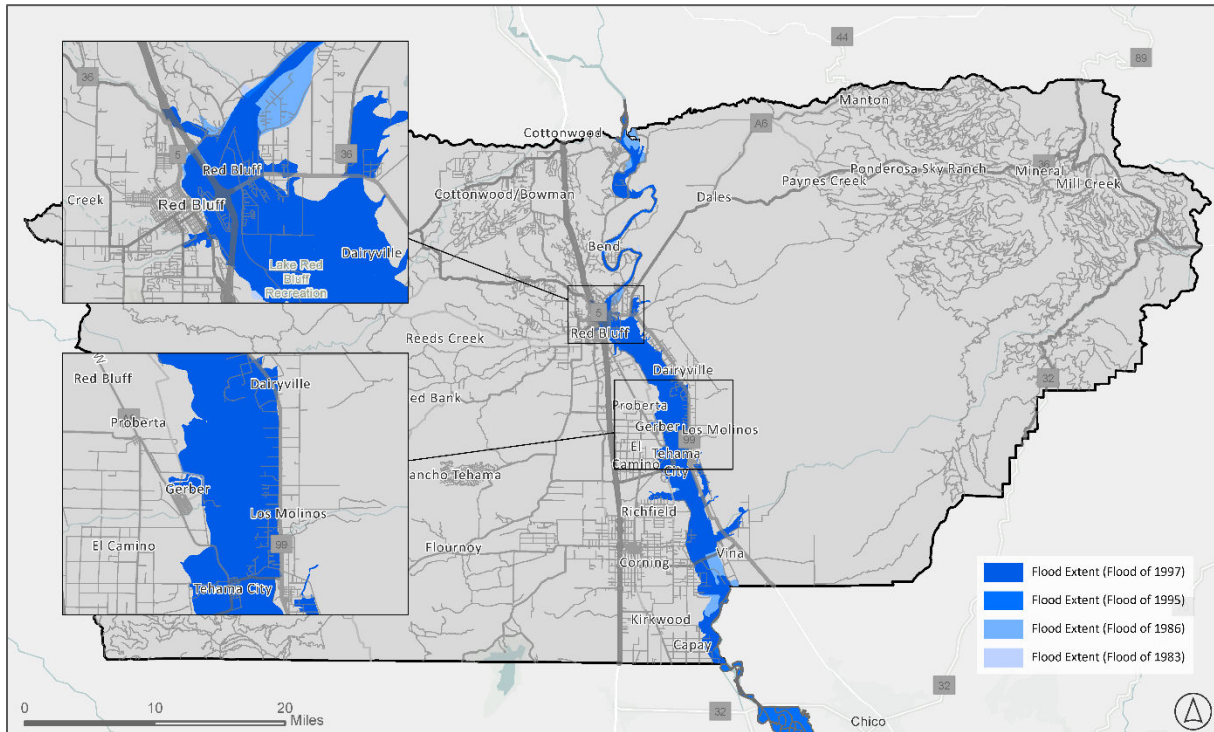 36
5
36
Red Bluff
Creek
Red Bluff
Dairyville
Lake Red
Bluff
Recreation
Red Bluff
Dairyville
Proberta
Gerber
Los Molinos
El Camino
99
Tehama City
44
89
Manton
A6
Cottonwood
Ponderosa Sky Ranch
36
Mineral
Paynes Creek
Mill Creek
Cottonwood/Bowman
Dales
Bend
5
Reeds Creek
Red Bluff
Dairyville
32
ed Bank
Proberta
Gerber
Los Molinos
El
Camino
99
Tehama
City
ancho Tehama
Richfield
Flournoy
Corning
Vina
Kirkwood
Capay
32
32
Chico
Flood Extent (Flood of 1997)
Flood Extent (Flood of 1995)
Flood Extent (Flood of 1986)
Flood Extent (Flood of 1983)
0 10 20
Miles